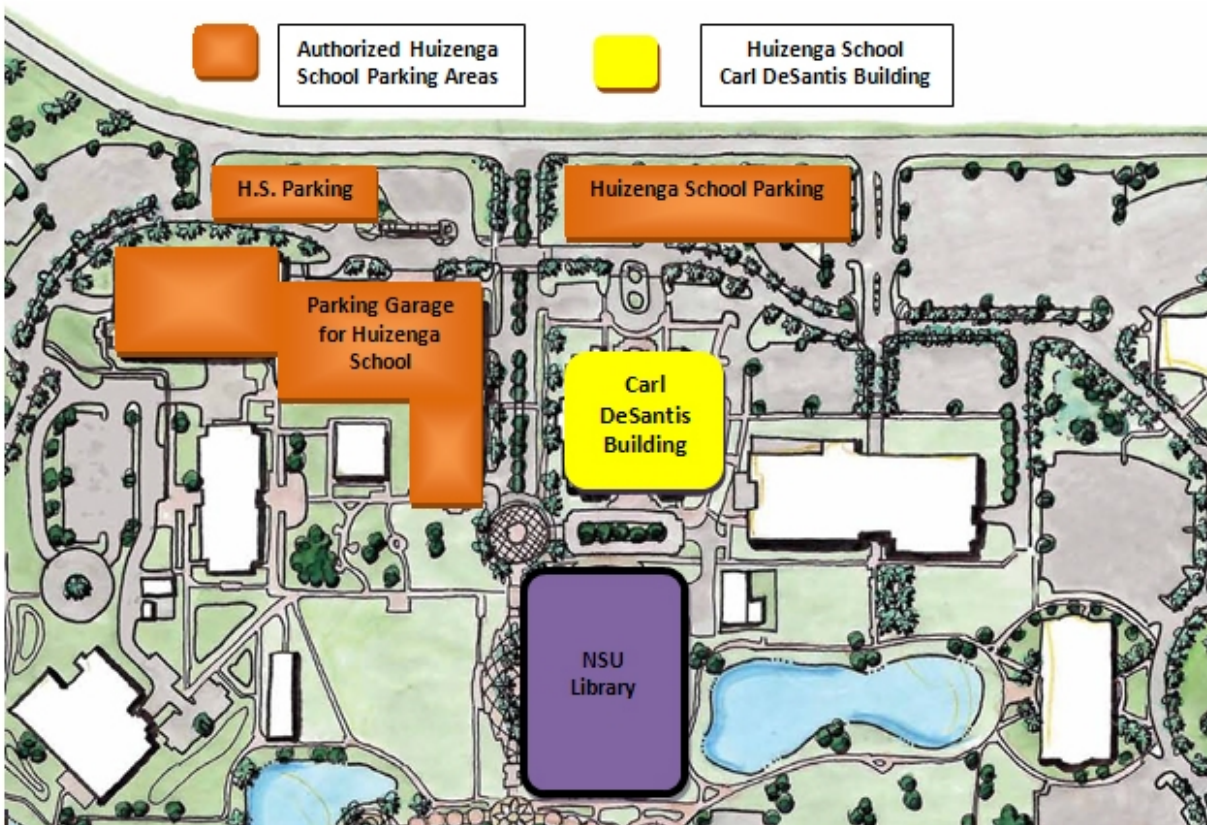 Authorized Huizenga
School Parking Areas
Huizenga School
Carl DeSantis Building
H.S. Parking
Huizenga School Parking
Parking Garage
for Huizenga
School
Carl
DeSantis
Building
NSU
Library